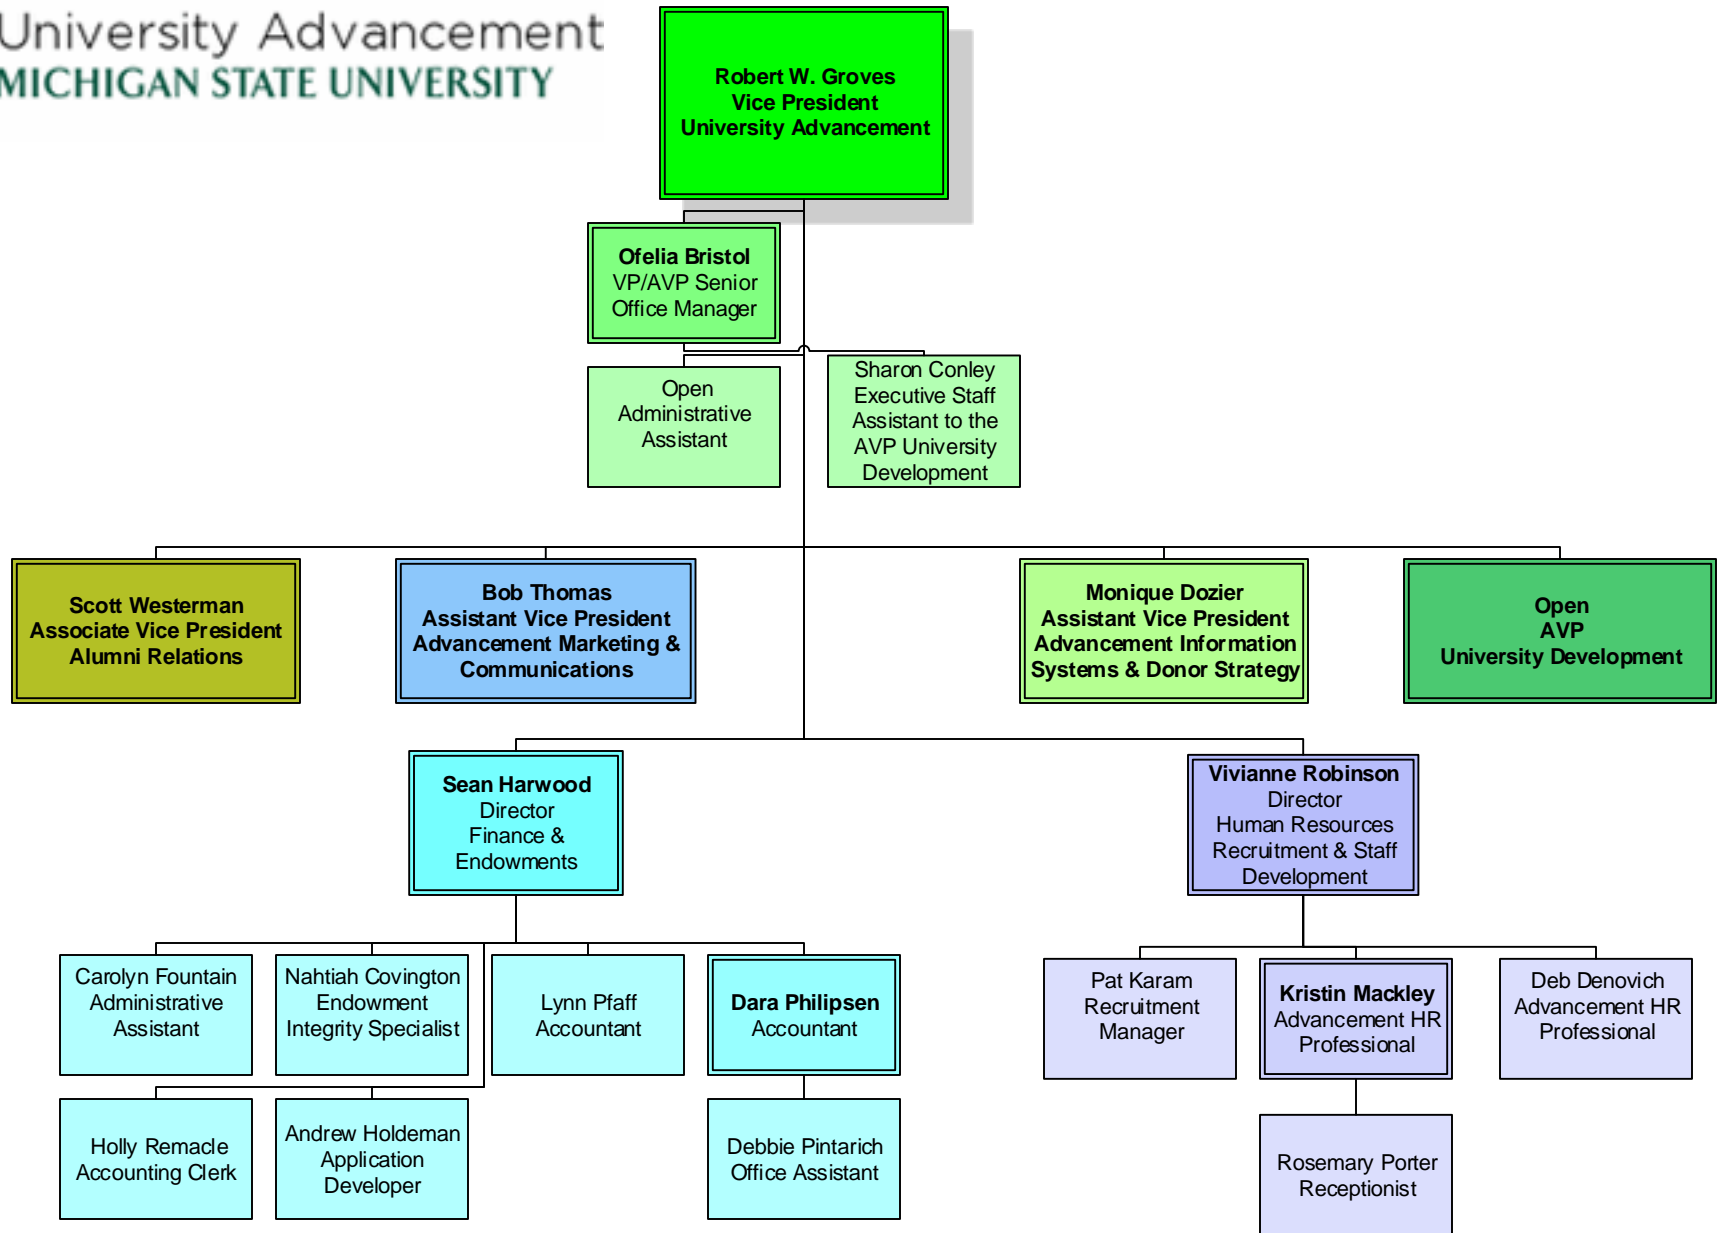 University Advancement
MICHIGAN STATE UNIVERSITY
Robert W. Groves
Vice President
University Advancement
Ofelia Bristol
VP/AVP Senior
Office Manager
Open
Administrative
Assistant
Sharon Conley
Executive Staff
Assistant to the
AVP University
Development
Scott Westerman
Associate Vice President
Alumni Relations
Bob Thomas
Assistant Vice President
Advancement Marketing &
Communications
Monique Dozier
Assistant Vice President
Advancement Information
Systems & Donor Strategy
Open
AVP
University Development
Sean Harwood
Director
Finance &
Endowments
Vivianne Robinson
Director
Human Resources
Recruitment & Staff
Development
Carolyn Fountain
Administrative
Assistant
Nahtiah Covington
Endowment
Integrity Specialist
Lynn Pfaff
Accountant
Dara Philipsen
Accountant
Pat Karam
Recruitment
Manager
Kristin Mackley
Advancement HR
Professional
Deb Denovich
Advancement HR
Professional
Holly Remacle
Accounting Clerk
Andrew Holdeman
Application
Developer
Debbie Pintarich
Office Assistant
Rosemary Porter
Receptionist